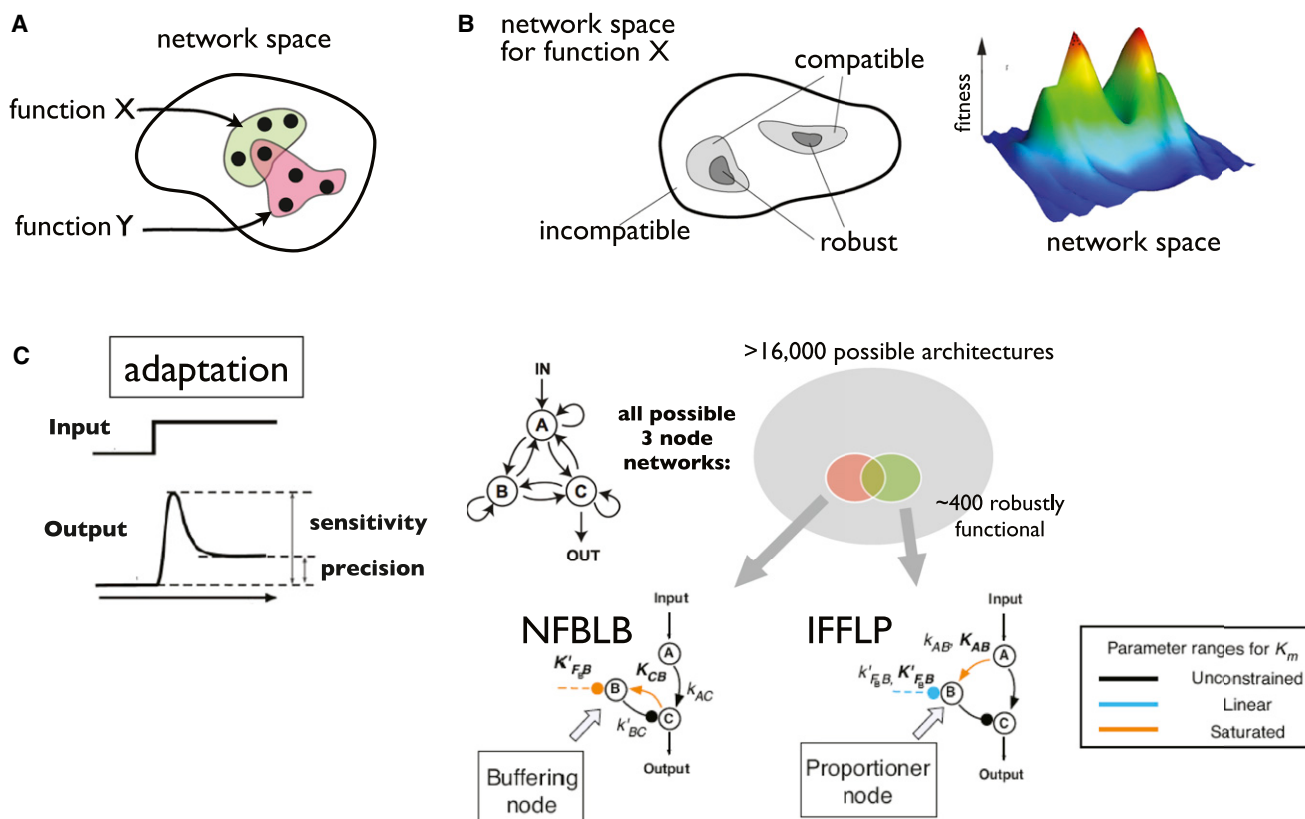 A
network space
function X
function Y
B
network space
for function X
compatible
incompatible
robust
fitness
network space
C
adaptation
Input
Output
sensitivity
precision
IN
A
B
C
OUT
all possible
3 node
networks:
>16,000 possible architectures
~400 robustly
functional
NFBLB
Input
A
K'FBB
KCB
B
kAC
k'BC
C
Output
Buffering
node
IFFLP
Input
kAB, KAB
A
k'FBB, K'FBB
B
C
Output
Proportioner
node
Parameter ranges for Km
Unconstrained
Linear
Saturated